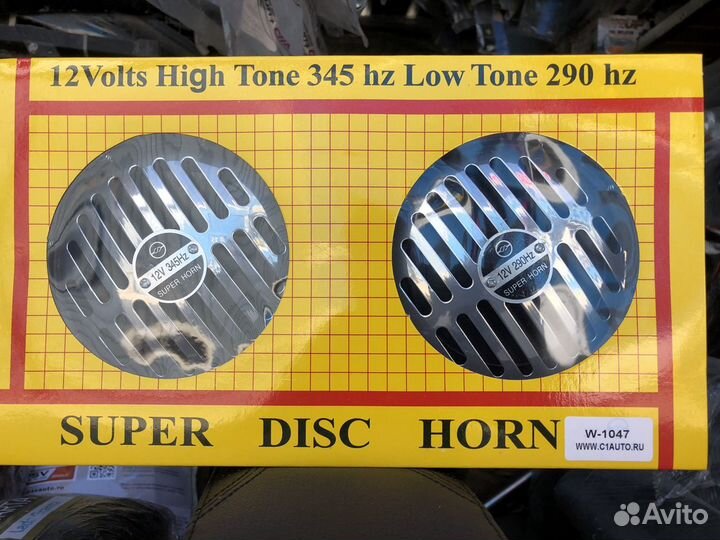 12Volts High Tone 345 hz Low Tone 290 hz
12V 345Hz
SUPER HORN
12V 290Hz
SUPER HORN
SUPER DISC HORN
W-1047
WWW.C1AUTO.RU
Avito